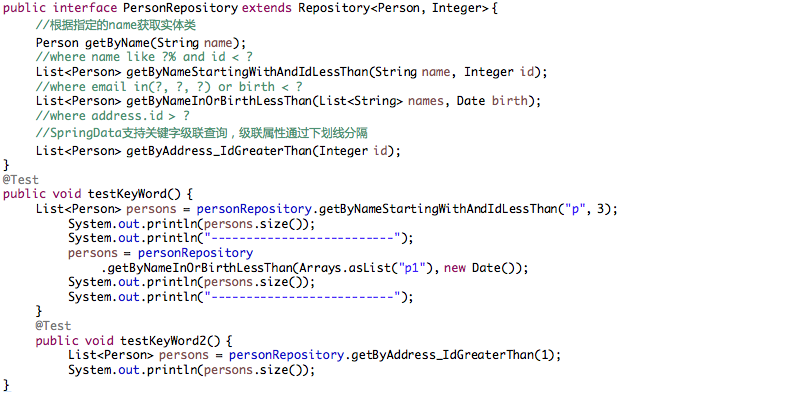 public interface PersonRepository extends Repository<Person, Integer>{
//根据指定的name获取实体类
Person getByName(String name);
//where name like ?% and id < ?
List<Person> getByNameStartingWithAndIdLessThan(String name, Integer id);
//where email in(?, ?, ?) or birth < ?
List<Person> getByNameInOrBirthLessThan(List<String> names, Date birth);
//where address.id > ?
//SpringData支持关键字级联查询，级联属性通过下划线分隔
List<Person> getByAddress_IdGreaterThan(Integer id);
}
@Test
public void testKeyWord() {
List<Person> persons = personRepository.getByNameStartingWithAndIdLessThan("p", 3);
System.out.println(persons.size());
System.out.println("--------------------------");
persons = personRepository
.getByNameInOrBirthLessThan(Arrays.asList("p1"), new Date());
System.out.println(persons.size());
System.out.println("--------------------------");
}
@Test
public void testKeyWord2() {
List<Person> persons = personRepository.getByAddress_IdGreaterThan(1);
System.out.println(persons.size());
}